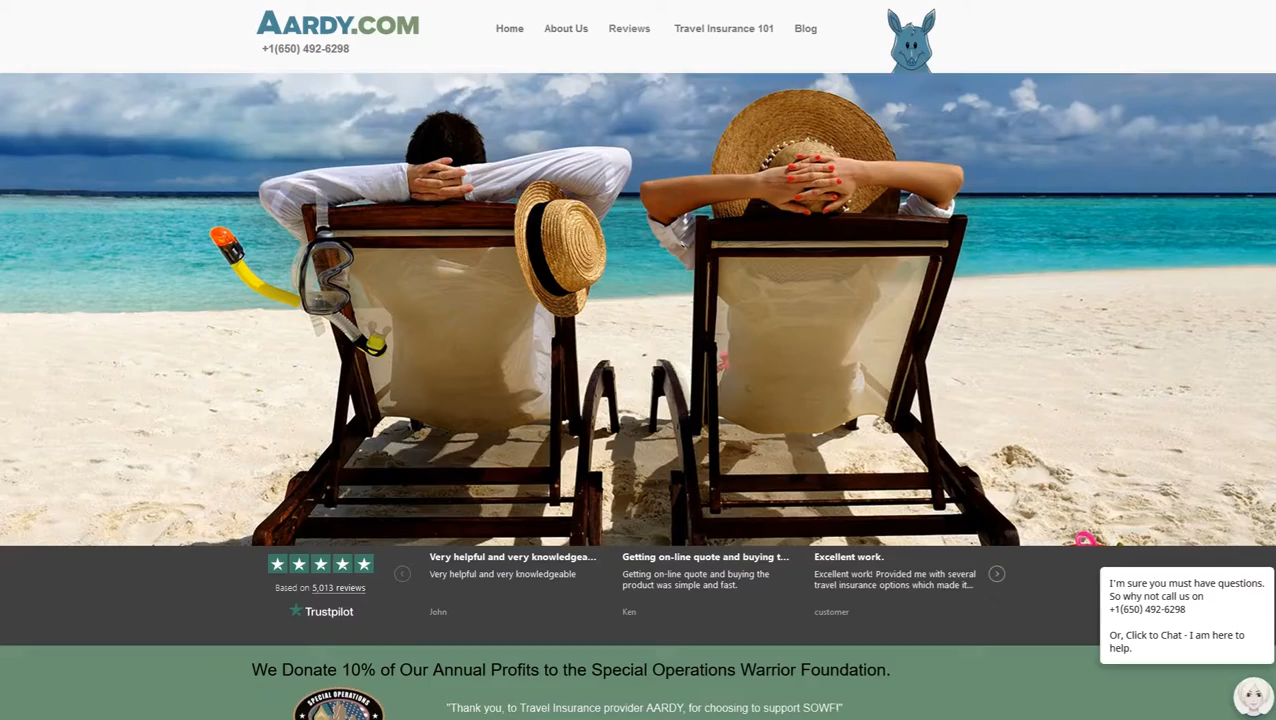 AARDY.COM
+1(650) 492-6298
Home About Us Reviews Travel Insurance 101 Blog
Very helpful and very knowledgea...
Very helpful and very knowledgeable
John
Getting on-line quote and buying t...
Getting on-line quote and buying the
product was simple and fast.
Ken
Excellent work.
Excellent work! Provided me with several
travel insurance options which made it...
customer
Based on 5,013 reviews
Trustpilot
I'm sure you must have questions.
So why not call us on
+1(650) 492-6298
Or, Click to Chat - I am here to
help.
We Donate 10% of Our Annual Profits to the Special Operations Warrior Foundation.
SPECIAL OPERATIONS
"Thank you, to Travel Insurance provider AARDY, for choosing to support SOWF!"